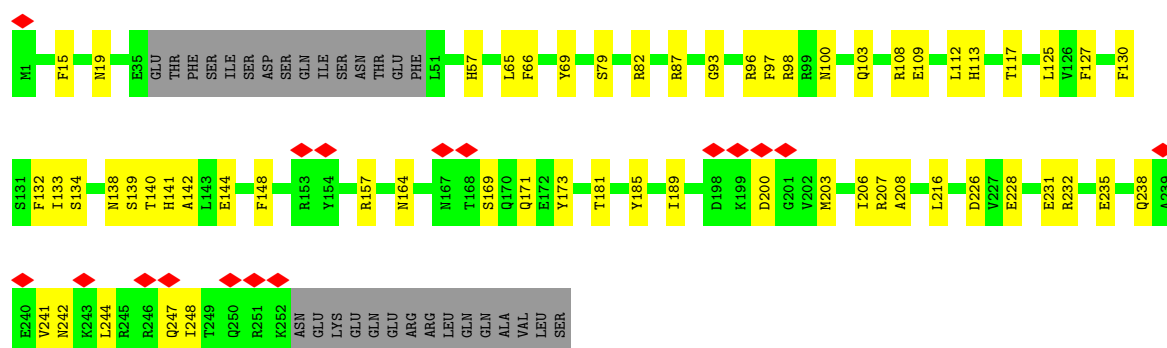 M1 F15 N19 E35 GLU THR PHE SER ILE SER ASP SER GLN ILE SER ASN THR GLU PHE L51 H57 L65 F66 Y69 S79 R82 R87 G93 R96 F97 R98 R99 N100 Q103 R108 E109 L112 H113 T117 L125 V126 F127 F130
S131 F132 I133 S134 N138 S139 T140 H141 A142 L143 E144 F148 R153 Y154 R157 N164 N167 T168 S169 Q170 Q171 E172 Y173 T181 Y185 I189 D198 K199 D200 G201 V202 M203 I206 R207 A208 L216 D226 V227 E228 E231 R232 E235 Q238 A239
E240 V241 N242 K243 L244 R245 R246 Q247 I248 T249 Q250 R251 K252 ASN GLU LYS GLU GLN GLU ARG ARG LEU GLN GLN ALA VAL LEU SER